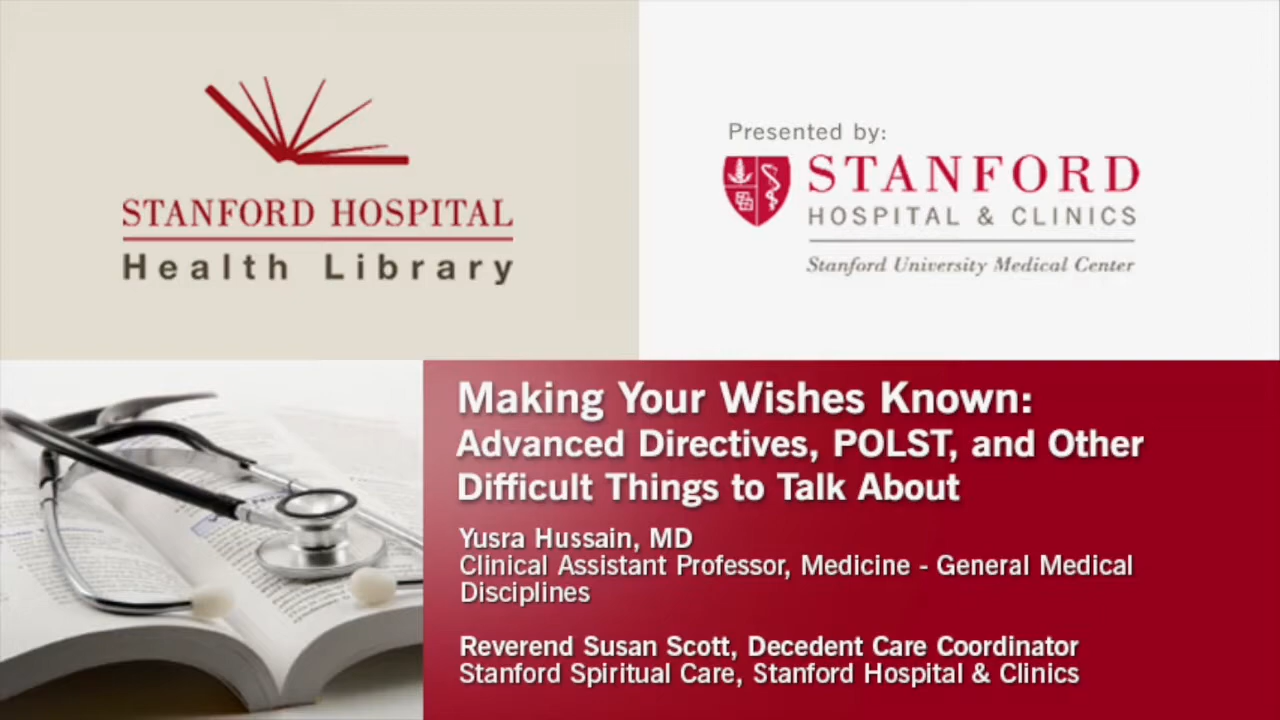 STANFORD HOSPITAL
Health Library
Presented by:
STANFORD
HOSPITAL & CLINICS
Stanford University Medical Center
Making Your Wishes Known:
Advanced Directives, POLST, and Other
Difficult Things to Talk About
Yusra Hussain, MD
Clinical Assistant Professor, Medicine - General Medical
Disciplines
Reverend Susan Scott, Decedent Care Coordinator
Stanford Spiritual Care, Stanford Hospital & Clinics